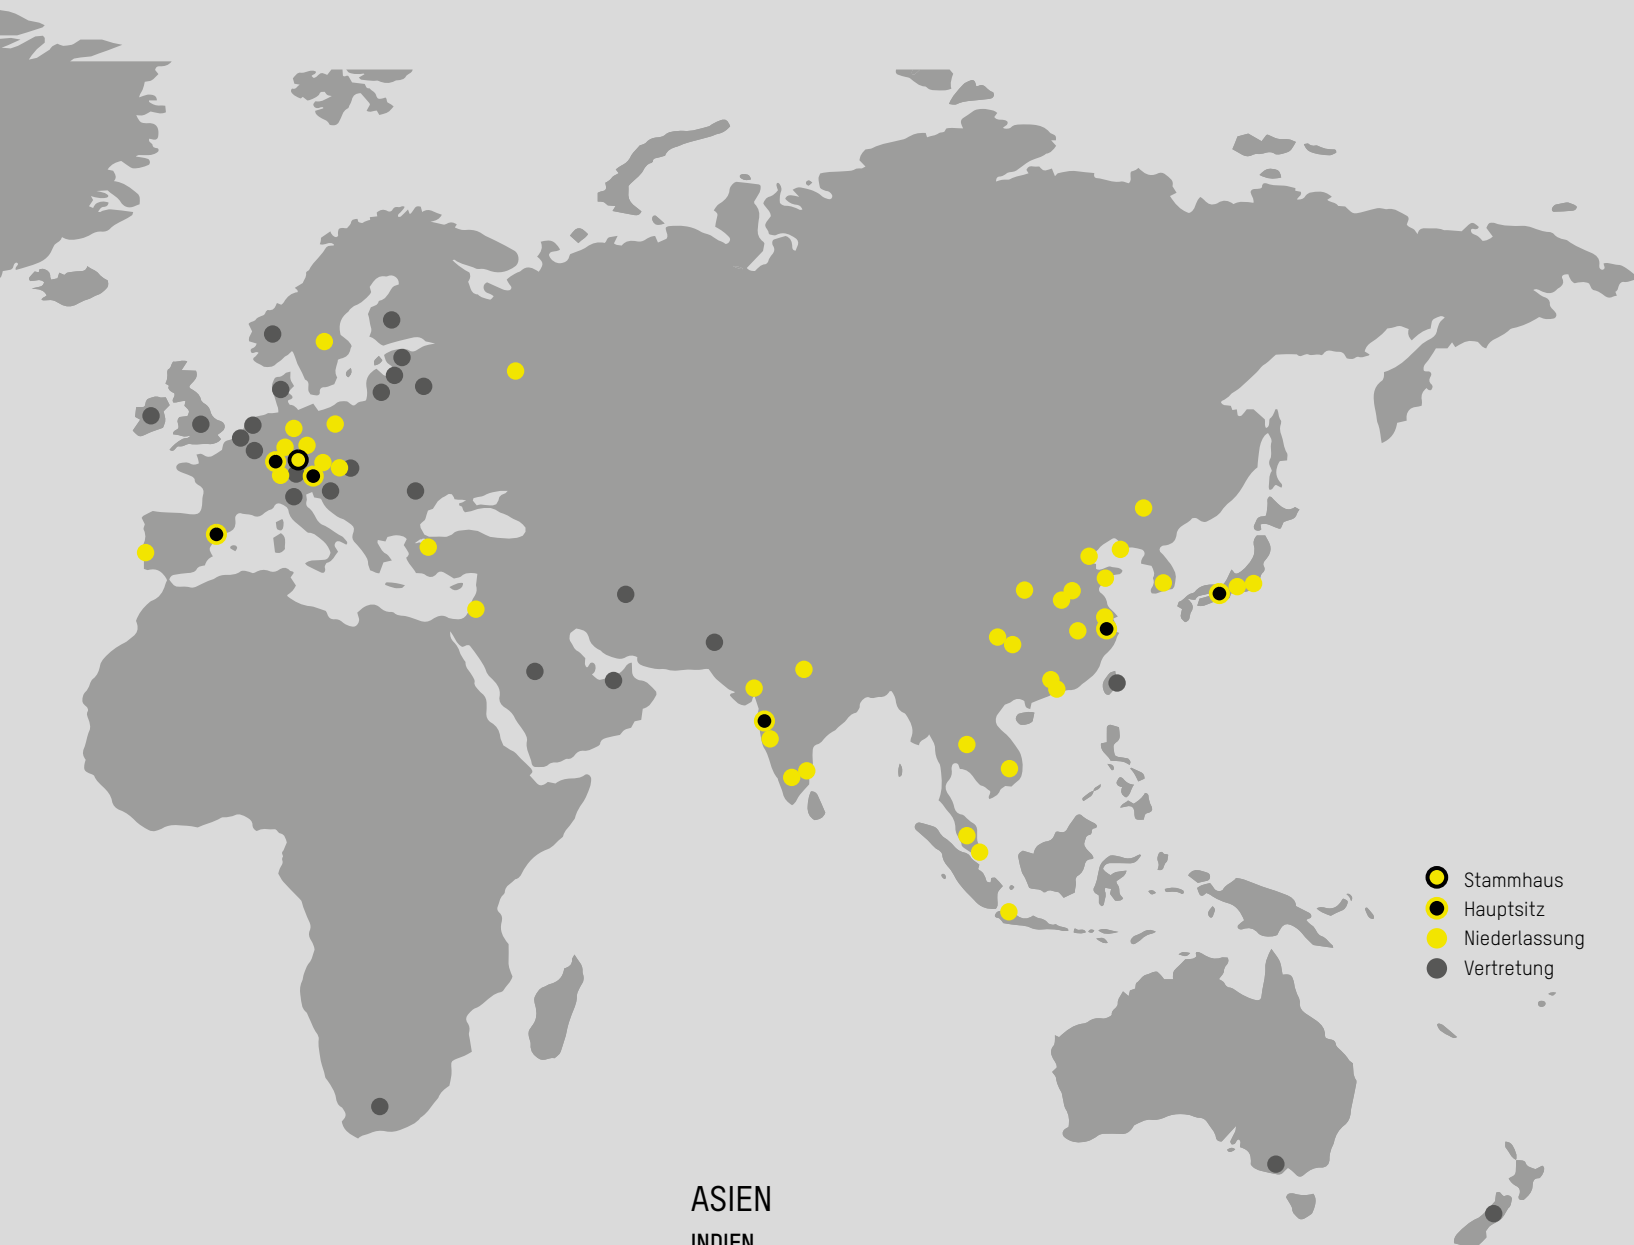 Stammhaus
Hauptsitz
Niederlassung
Vertretung
ASIEN
INDIEN